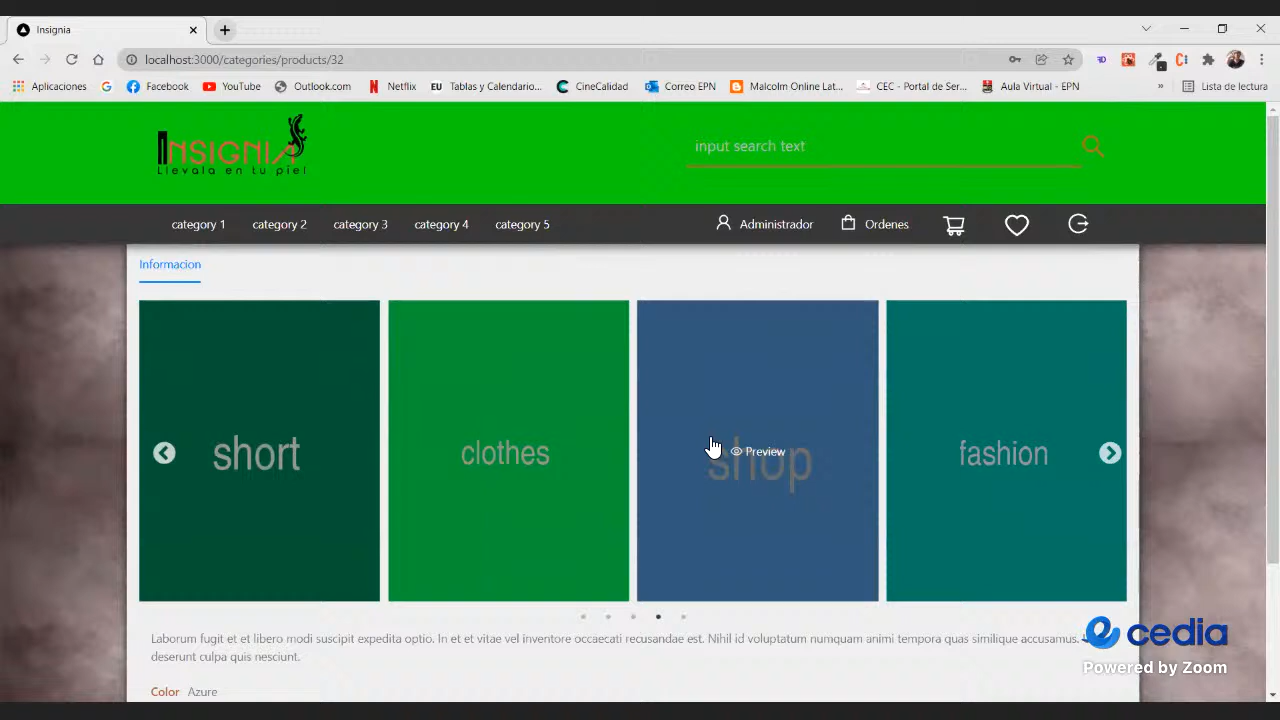 Insignia
localhost:3000/categories/products/32
Aplicaciones
Facebook
YouTube
Outlook.com
Netflix
EU Tablas y Calendario...
CineCalidad
Correo EPN
Malcolm Online Lat...
CEC - Portal de Ser...
Aula Virtual - EPN
»
Lista de lectura
INSIGNIA
Llevala en tu piel
input search text
category 1
category 2
category 3
category 4
category 5
Administrador
Ordenes
Informacion
short
clothes
shop
Preview
fashion
Laborum fugit et et libero modi suscipit expedita optio. In et et vitae vel inventore occaecati recusandae est. Nihil id voluptatum numquam animi tempora quas similique accusamus.
deserunt culpa quis nesciunt.
cedia
Powered by Zoom
Color Azure